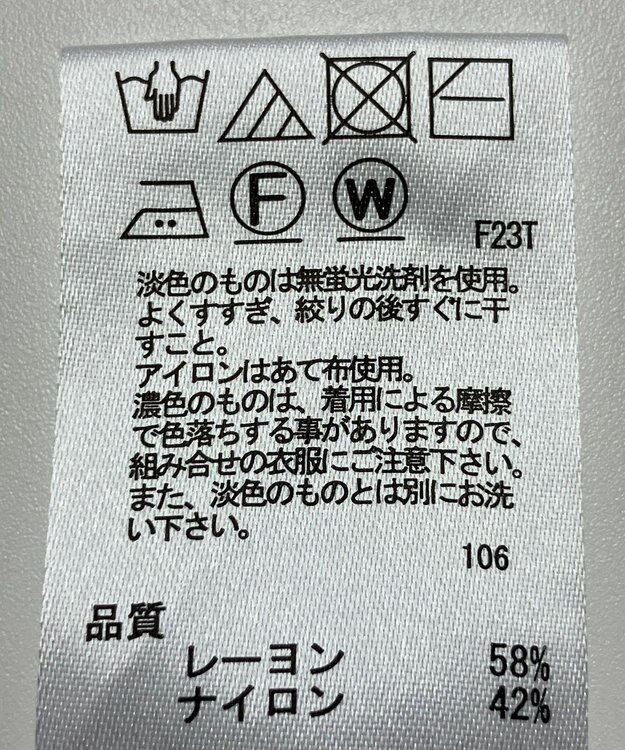 F W
F23T
淡色のものは無蛍光洗剤を使用。
よくすすぎ、絞りの後すぐに干
すこと。
アイロンはあて布使用。
濃色のものは、着用による摩擦
で色落ちする事がありますので、
組み合せの衣服にご注意下さい。
また、淡色のものとは別にお洗
い下さい。
106
品質
レーヨン 58%
ナイロン 42%